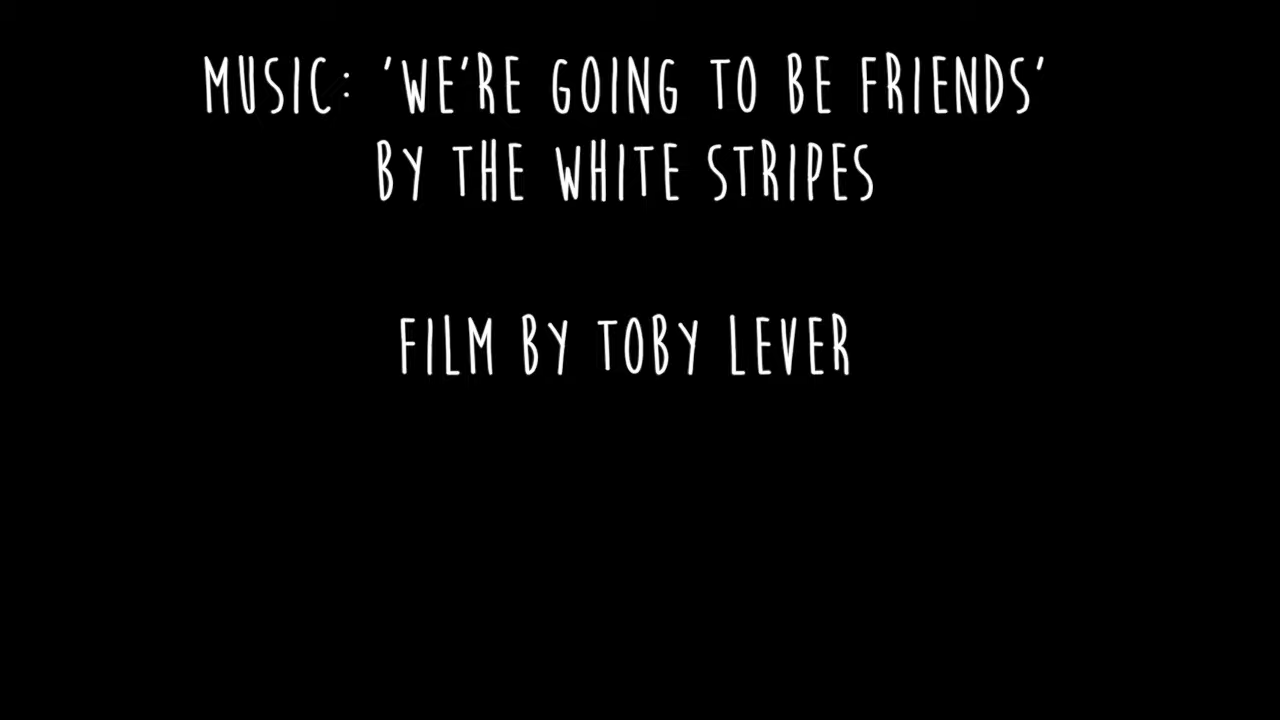 MUSIC: 'WE'RE GOING TO BE FRIENDS'
BY THE WHITE STRIPES
FILM BY TOBY LEVER